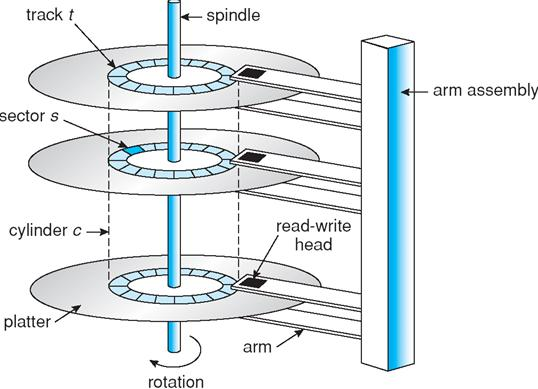 track t
spindle
arm assembly
sector s
cylinder c
read-write
head
platter
arm
rotation